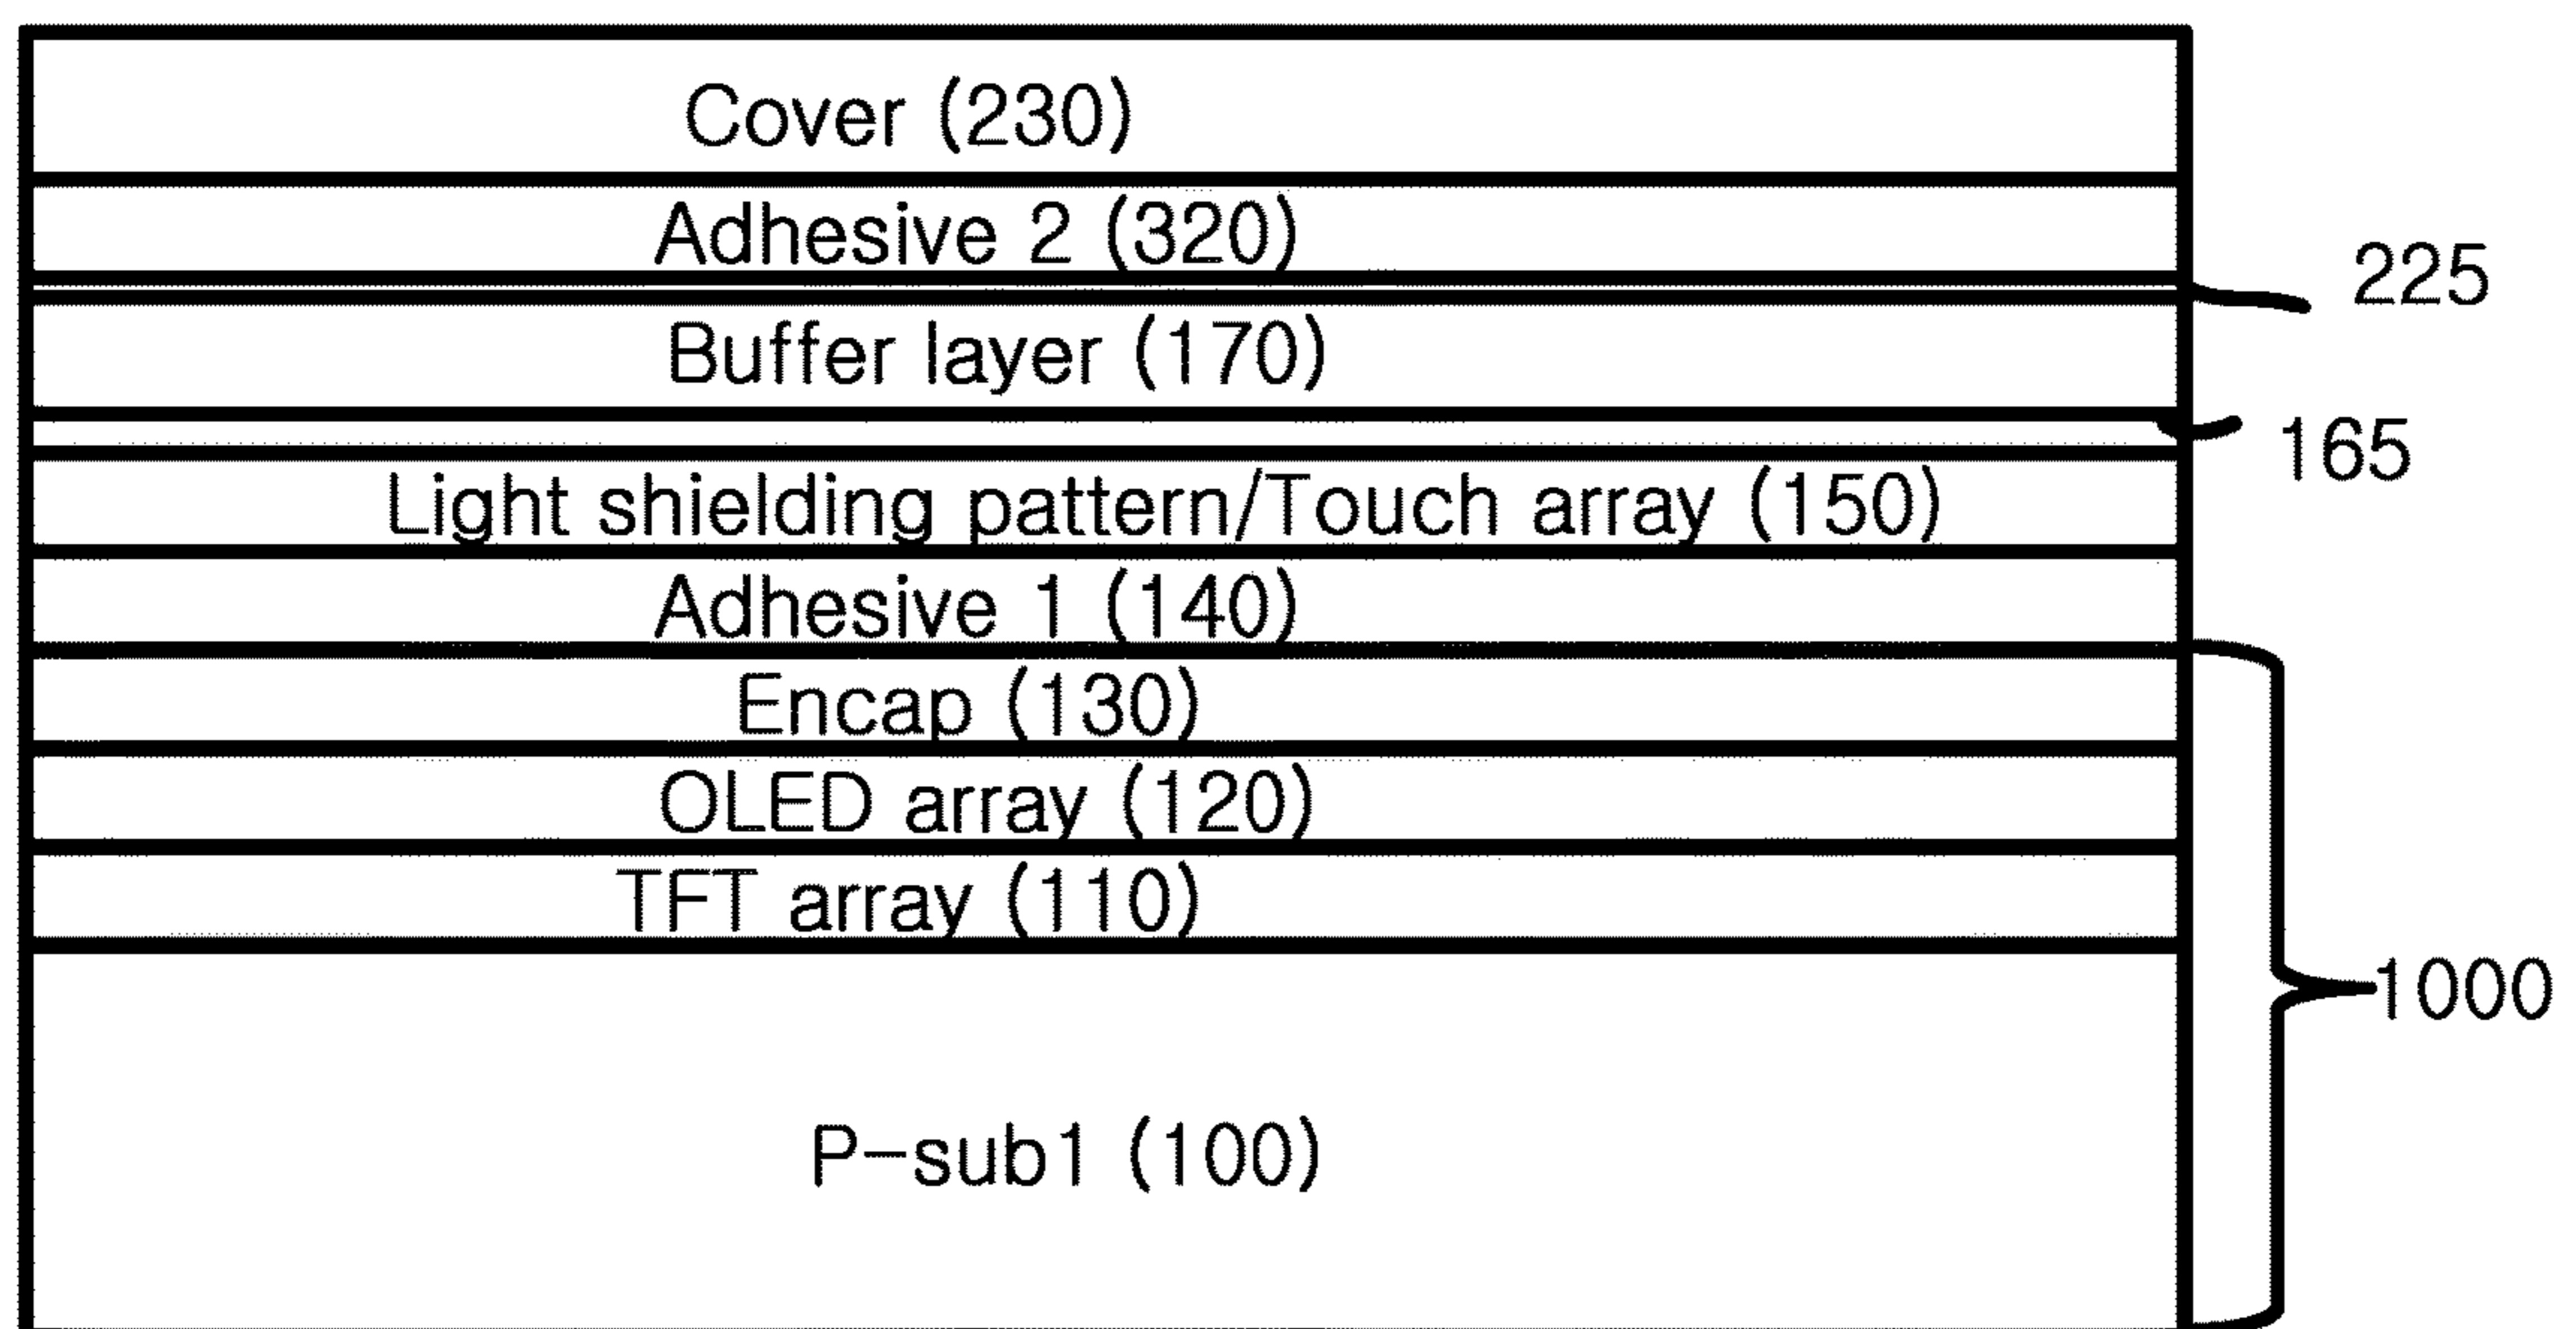 Cover (230)
Adhesive 2 (320)
225
Buffer layer (170)
165
Light shielding pattern/Touch array (150)
Adhesive 1 (140)
Encap (130)
OLED array (120)
TFT array (110)
1000
P-sub1 (100)